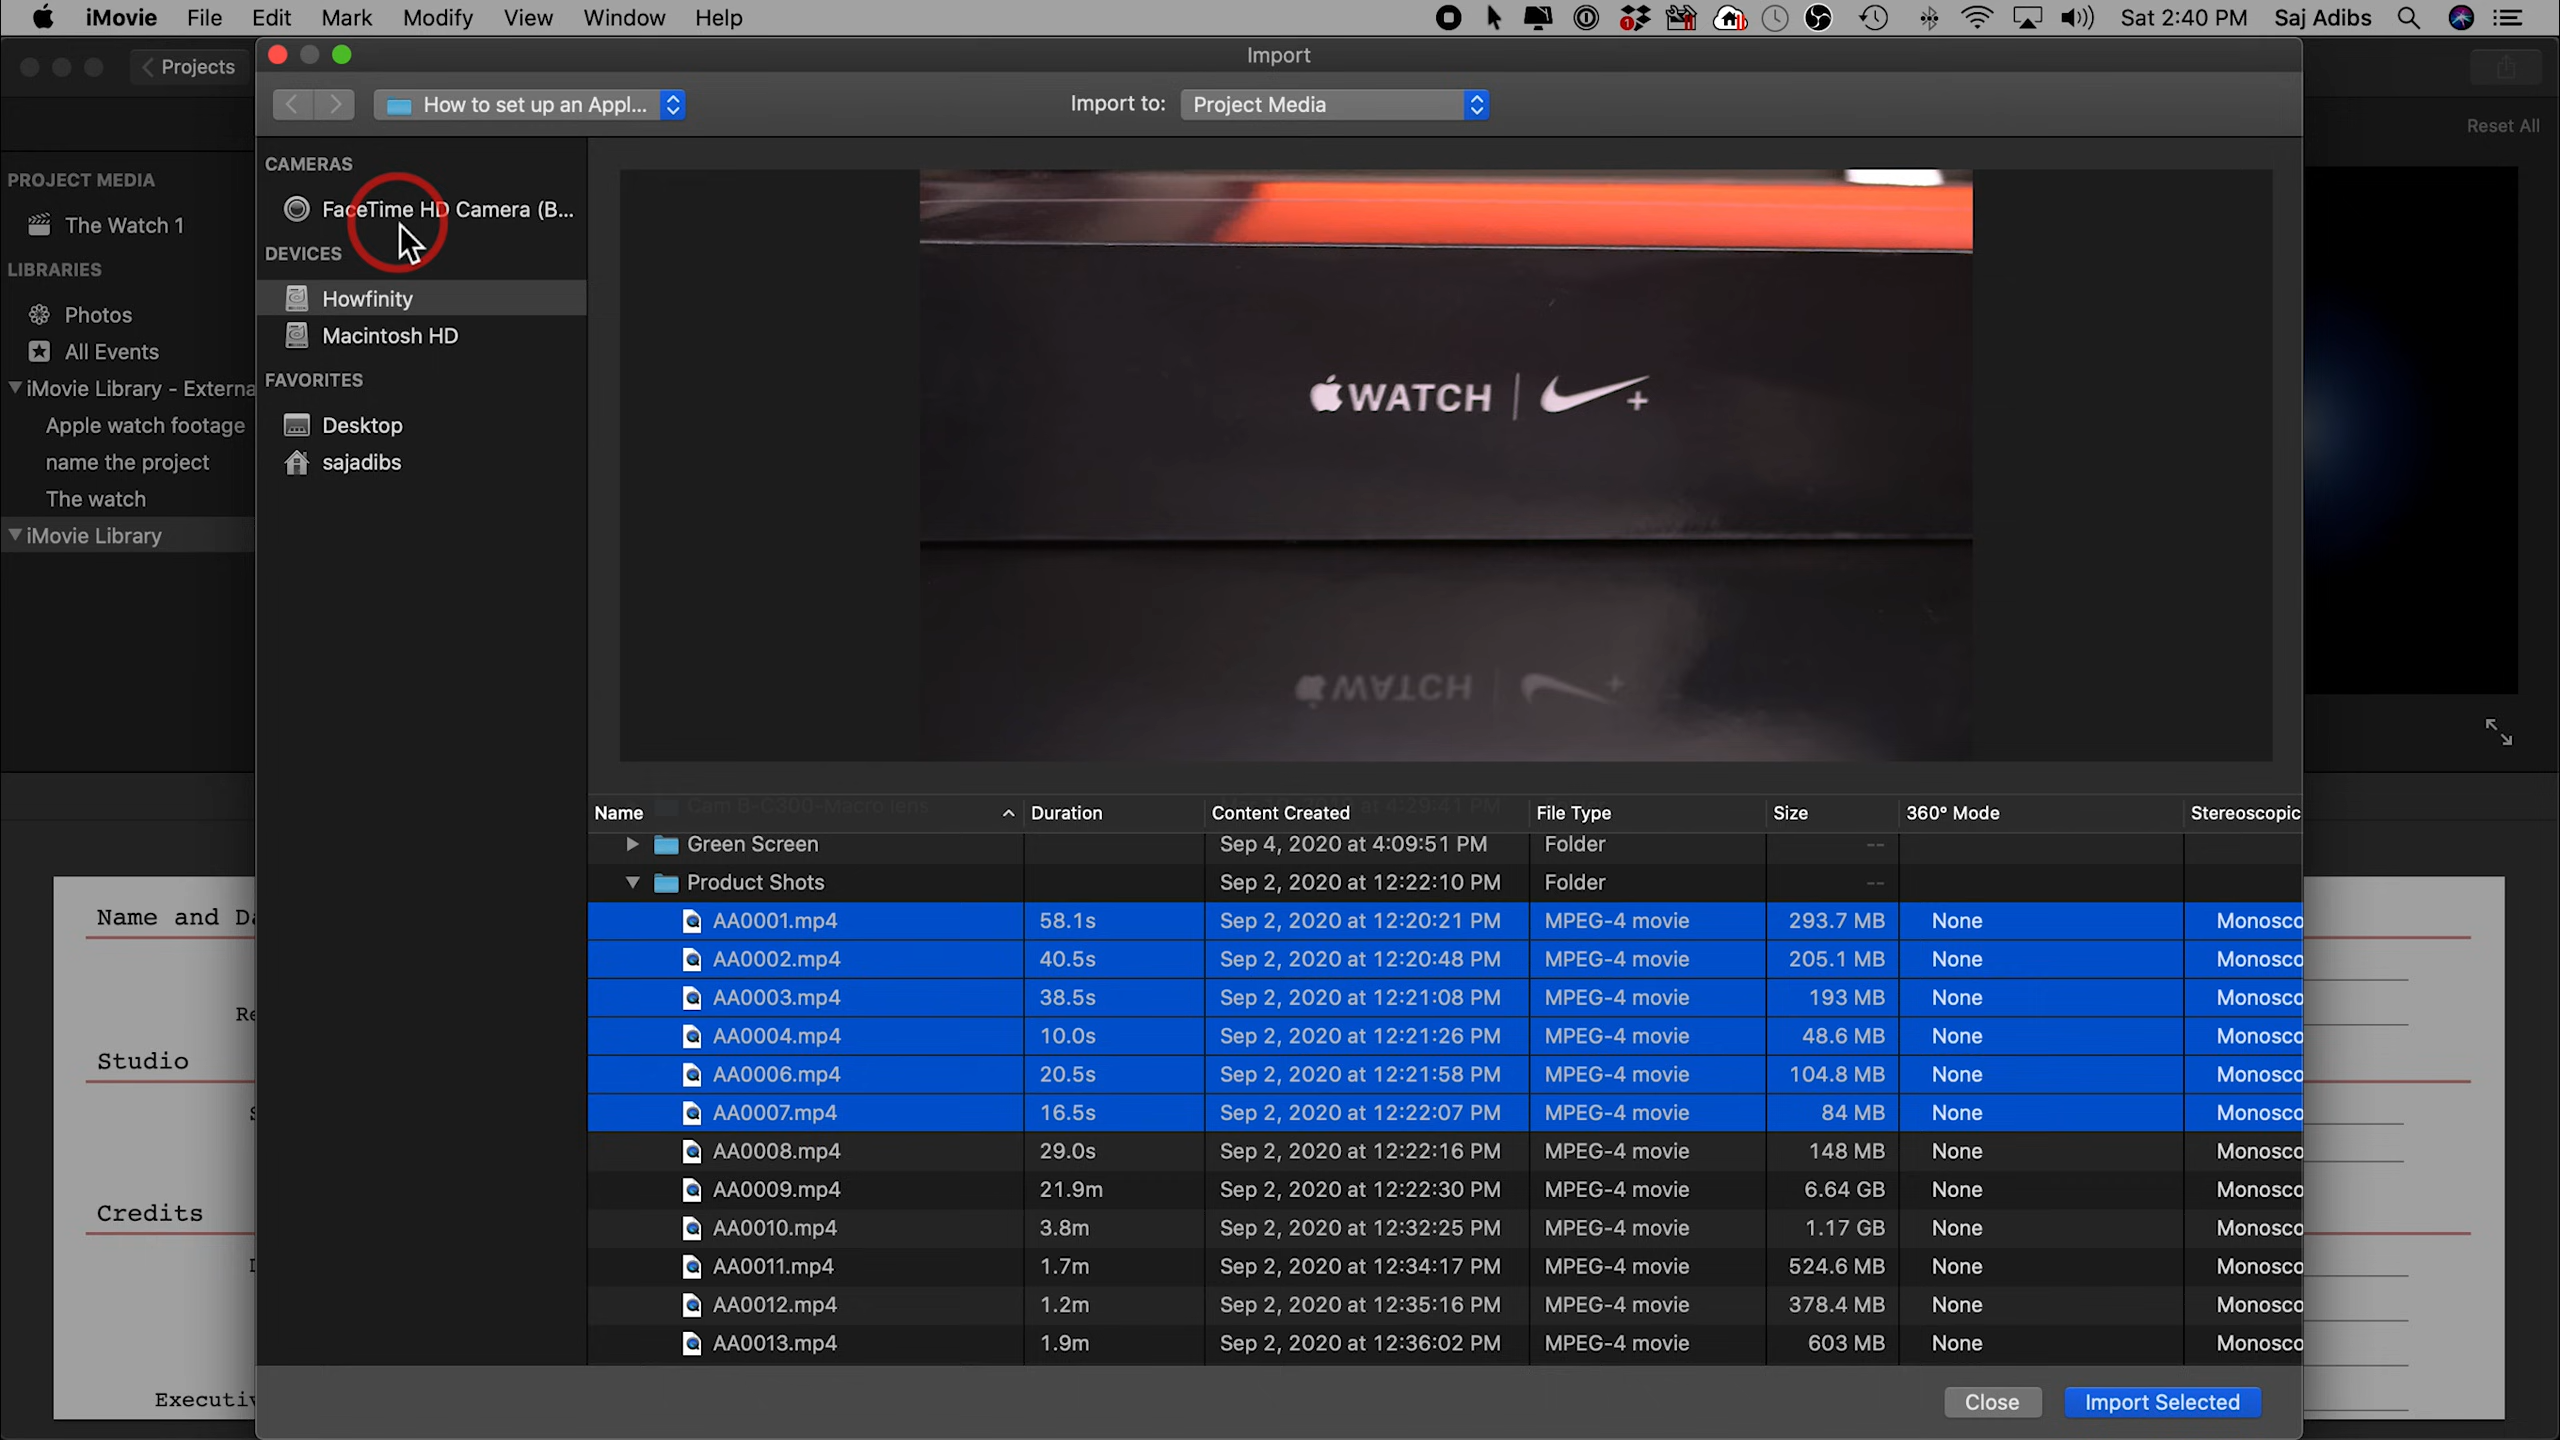 iMovie File Edit Mark Modify View Window Help Sat 2:40 PM Saj Adibs
Import
Projects
How to set up an Appl... Import to: Project Media
Reset All
PROJECT MEDIA
The Watch 1
LIBRARIES
Photos
All Events
iMovie Library - Externa
Apple watch footage
name the project
The watch
iMovie Library
CAMERAS
FaceTime HD Camera (B...
DEVICES
Howfinity
Macintosh HD
FAVORITES
Desktop
sajadibs
WATCH | +
Cam B-C300-Macro lens at 4:29:41 PM
Name Duration Content Created File Type Size 360° Mode Stereoscopic
Green Screen Sep 4, 2020 at 4:09:51 PM Folder --
Product Shots Sep 2, 2020 at 12:22:10 PM Folder --
AA0001.mp4 58.1s Sep 2, 2020 at 12:20:21 PM MPEG-4 movie 293.7 MB None Monosco
AA0002.mp4 40.5s Sep 2, 2020 at 12:20:48 PM MPEG-4 movie 205.1 MB None Monosco
AA0003.mp4 38.5s Sep 2, 2020 at 12:21:08 PM MPEG-4 movie 193 MB None Monosco
AA0004.mp4 10.0s Sep 2, 2020 at 12:21:26 PM MPEG-4 movie 48.6 MB None Monosco
AA0006.mp4 20.5s Sep 2, 2020 at 12:21:58 PM MPEG-4 movie 104.8 MB None Monosco
AA0007.mp4 16.5s Sep 2, 2020 at 12:22:07 PM MPEG-4 movie 84 MB None Monosco
AA0008.mp4 29.0s Sep 2, 2020 at 12:22:16 PM MPEG-4 movie 148 MB None Monosco
AA0009.mp4 21.9m Sep 2, 2020 at 12:22:30 PM MPEG-4 movie 6.64 GB None Monosco
AA0010.mp4 3.8m Sep 2, 2020 at 12:32:25 PM MPEG-4 movie 1.17 GB None Monosco
AA0011.mp4 1.7m Sep 2, 2020 at 12:34:17 PM MPEG-4 movie 524.6 MB None Monosco
AA0012.mp4 1.2m Sep 2, 2020 at 12:35:16 PM MPEG-4 movie 378.4 MB None Monosco
AA0013.mp4 1.9m Sep 2, 2020 at 12:36:02 PM MPEG-4 movie 603 MB None Monosco
Close Import Selected
Name and Da
Re
Studio
Credits
Executiv